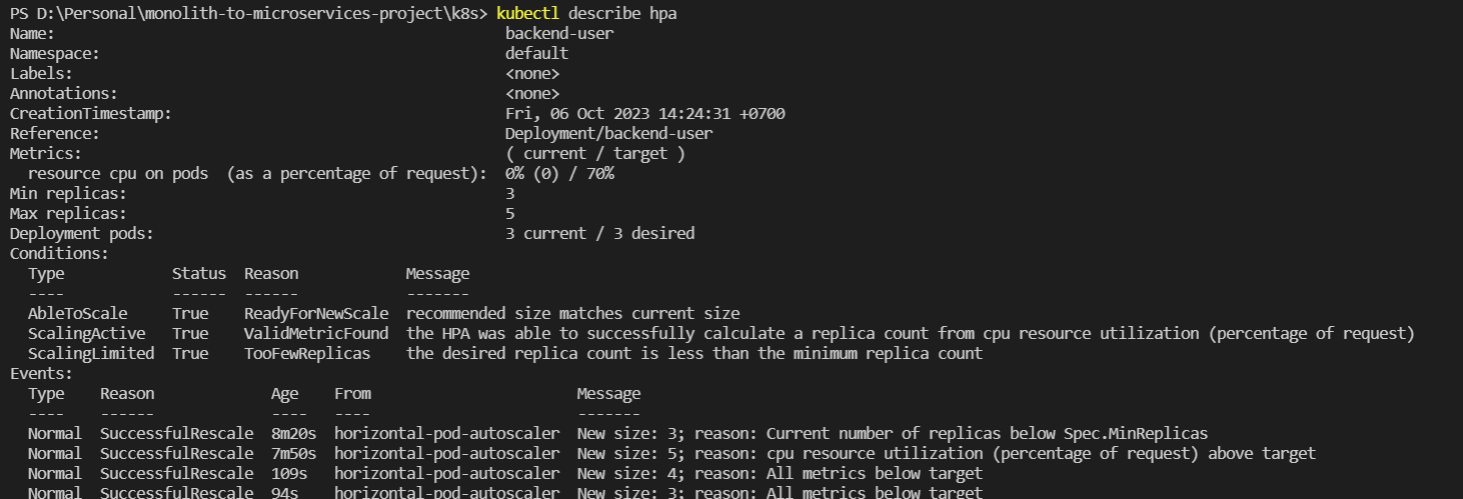 PS D:\Personal\monolith-to-microservices-project\k8s> kubectl describe hpa
Name: backend-user
Namespace: default
Labels: <none>
Annotations: <none>
CreationTimestamp: Fri, 06 Oct 2023 14:24:31 +0700
Reference: Deployment/backend-user
Metrics: ( current / target )
  resource cpu on pods  (as a percentage of request):  0% (0) / 70%
Min replicas: 3
Max replicas: 5
Deployment pods: 3 current / 3 desired
Conditions:
  Type            Status  Reason            Message
  ----            ------  ------            -------
  AbleToScale     True    ReadyForNewScale  recommended size matches current size
  ScalingActive   True    ValidMetricFound  the HPA was able to successfully calculate a replica count from cpu resource utilization (percentage of request)
  ScalingLimited  True    TooFewReplicas    the desired replica count is less than the minimum replica count
Events:
  Type    Reason             Age    From                       Message
  ----    ------             ----   ----                       -------
  Normal  SuccessfulRescale  8m20s  horizontal-pod-autoscaler  New size: 3; reason: Current number of replicas below Spec.MinReplicas
  Normal  SuccessfulRescale  7m50s  horizontal-pod-autoscaler  New size: 5; reason: cpu resource utilization (percentage of request) above target
  Normal  SuccessfulRescale  109s   horizontal-pod-autoscaler  New size: 4; reason: All metrics below target
  Normal  SuccessfulRescale  94s    horizontal-pod-autoscaler  New size: 3; reason: All metrics below target